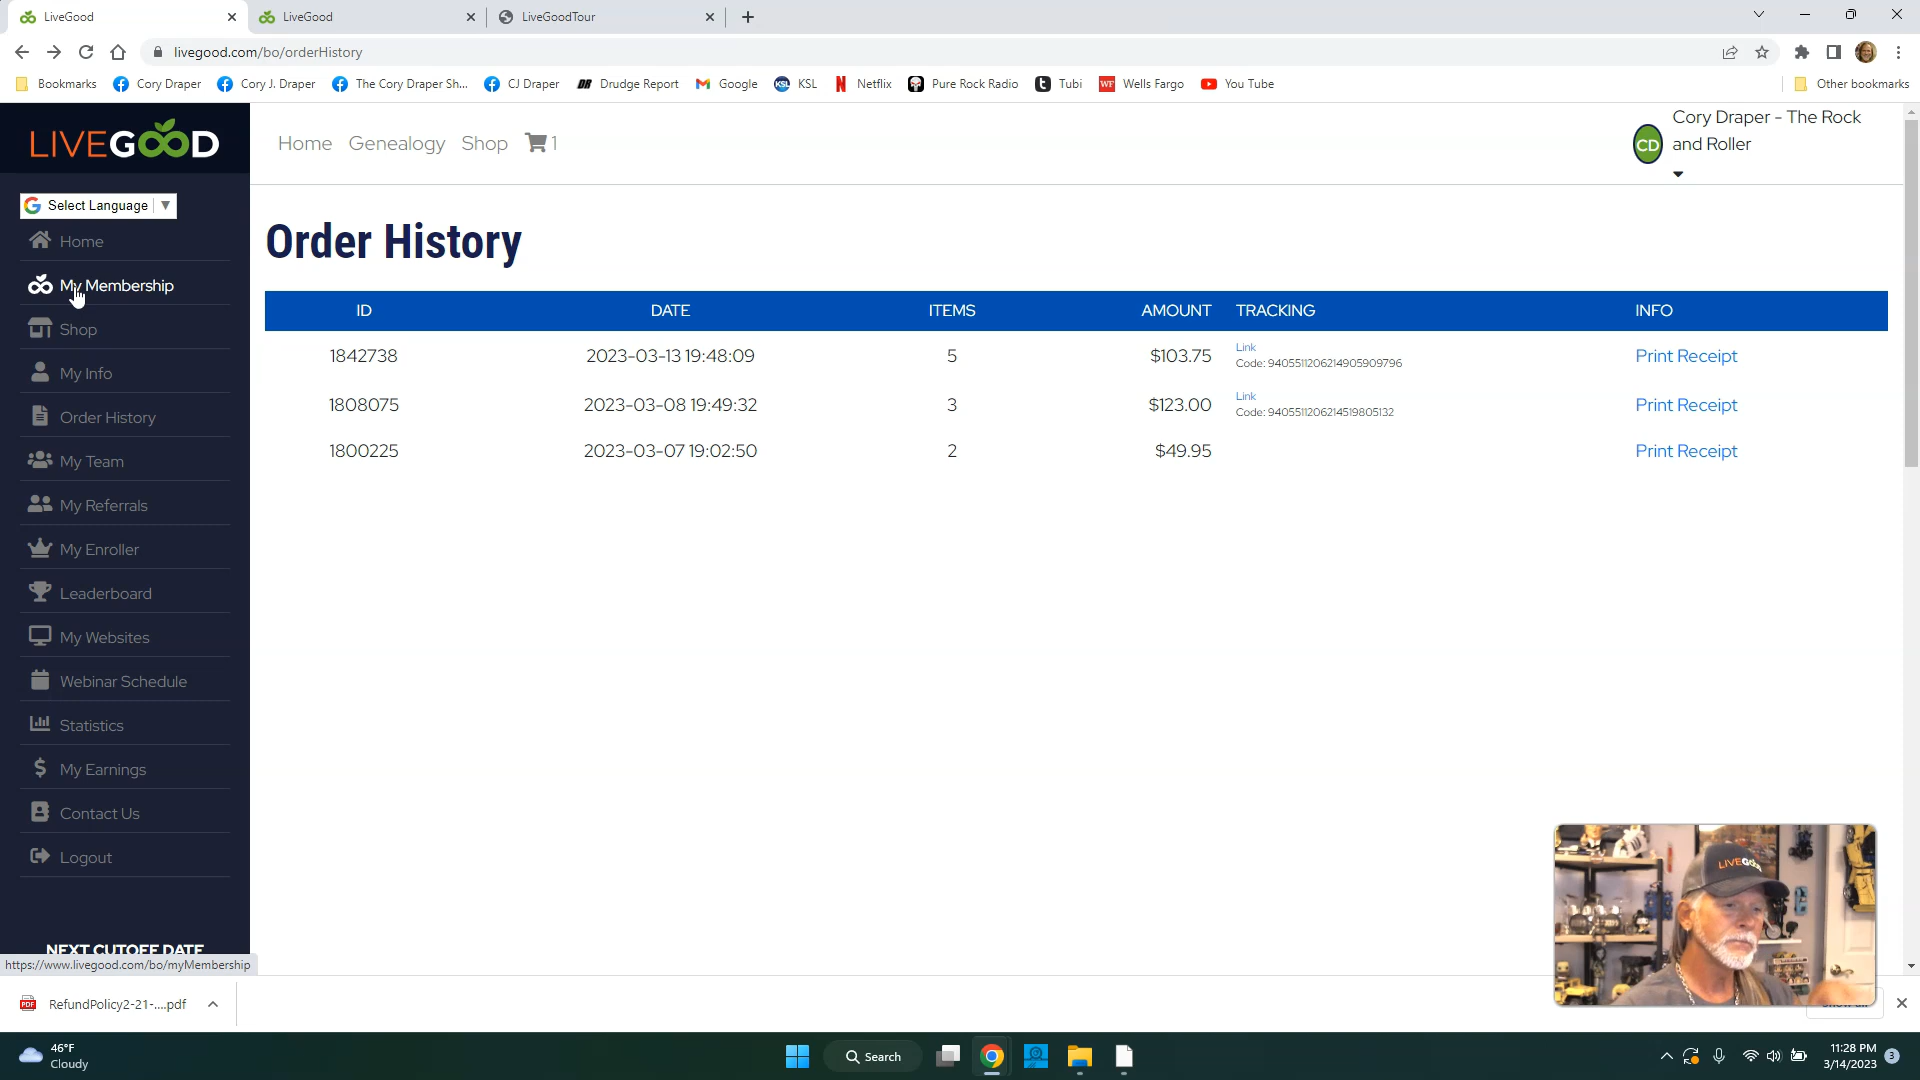 LiveGood
LiveGood
LiveGoodTour
livegood.com/bo/orderHistory
Bookmarks
Cory Draper
Cory J. Draper
The Cory Draper Sh...
CJ Draper
DR Drudge Report
Google
KSL KSL
Netflix
Pure Rock Radio
t Tubi
WF Wells Fargo
You Tube
Other bookmarks
LIVEGOOD
Home Genealogy Shop 1
CD
Cory Draper - The Rock
and Roller
G Select Language ▼
Home
My Membership
Shop
My Info
Order History
My Team
My Referrals
My Enroller
Leaderboard
My Websites
Webinar Schedule
Statistics
My Earnings
Contact Us
Logout
NEXT CUTOFF DATE
https://www.livegood.com/bo/myMembership
Order History
ID DATE ITEMS AMOUNT TRACKING INFO
1842738 2023-03-13 19:48:09 5 $103.75 Link Print Receipt
Code: 9405511206214905909796
1808075 2023-03-08 19:49:32 3 $123.00 Link Print Receipt
Code: 9405511206214519805132
1800225 2023-03-07 19:02:50 2 $49.95 Print Receipt
LIVEGOOD
PDF RefundPolicy2-21-....pdf
46°F
Cloudy
Search
11:28 PM
3/14/2023
3